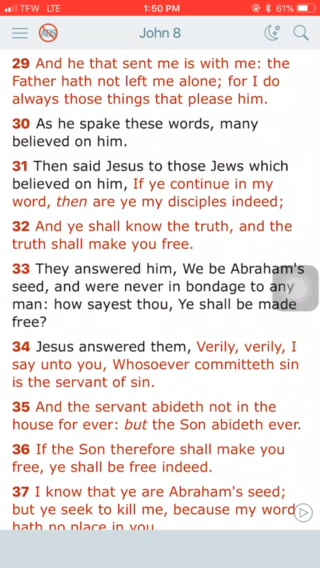 TFW LTE 1:50 PM 61%
John 8
29 And he that sent me is with me: the
Father hath not left me alone; for I do
always those things that please him.
30 As he spake these words, many
believed on him.
31 Then said Jesus to those Jews which
believed on him, If ye continue in my
word, then are ye my disciples indeed;
32 And ye shall know the truth, and the
truth shall make you free.
33 They answered him, We be Abraham's
seed, and were never in bondage to any
man: how sayest thou, Ye shall be made
free?
34 Jesus answered them, Verily, verily, I
say unto you, Whosoever committeth sin
is the servant of sin.
35 And the servant abideth not in the
house for ever: but the Son abideth ever.
36 If the Son therefore shall make you
free, ye shall be free indeed.
37 I know that ye are Abraham's seed;
but ye seek to kill me, because my word
hath no place in you